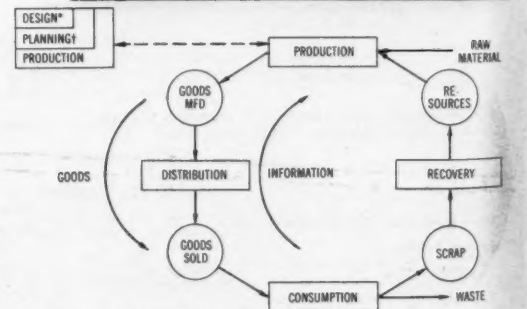 DESIGN*
PLANNING†
PRODUCTION
PRODUCTION
RAW
MATERIAL
GOODS
MFD
RE-
SOURCES
GOODS
DISTRIBUTION
INFORMATION
RECOVERY
GOODS
SOLD
SCRAP
CONSUMPTION
WASTE